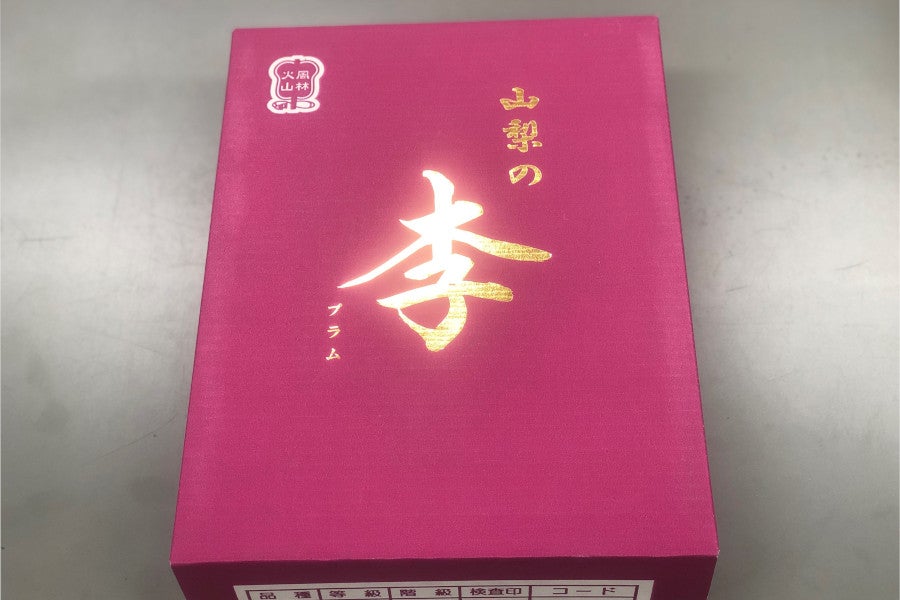 風林
火山
山梨の
李
プラム
品種 等級 階級 検査印 コード